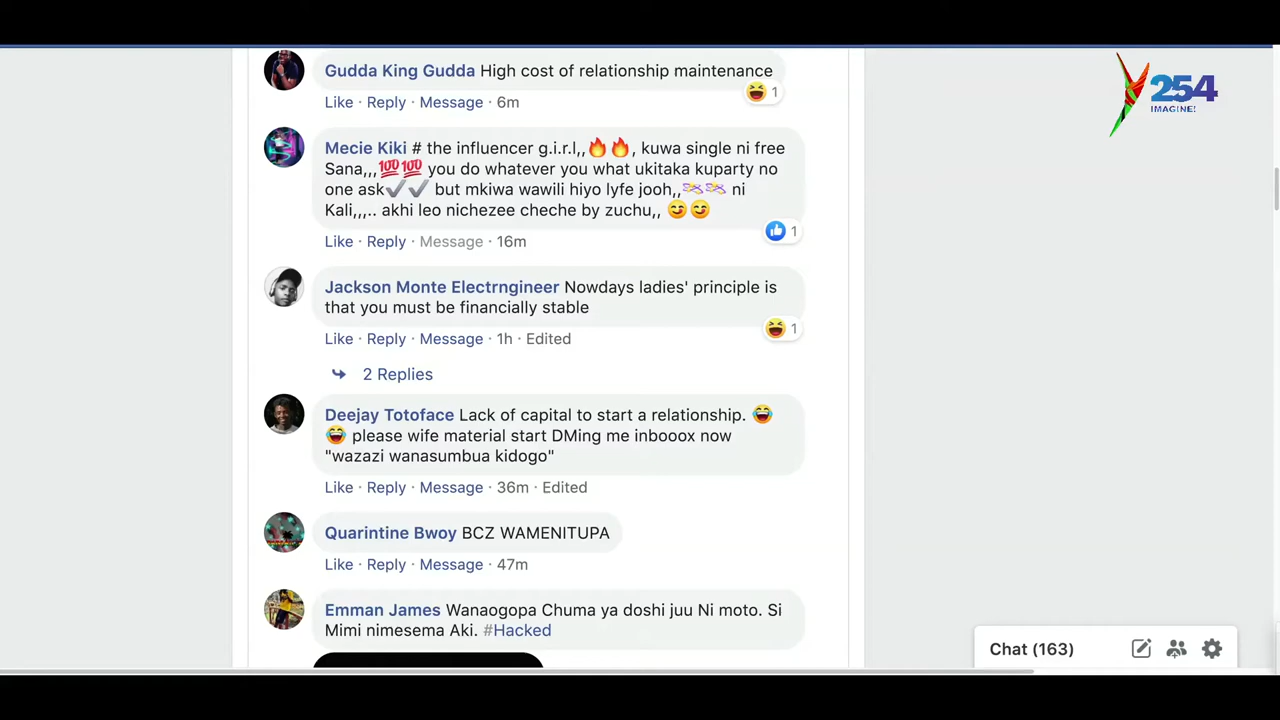 Gudda King Gudda High cost of relationship maintenance
1
Like · Reply · Message · 6m
Mecie Kiki # the influencer g.i.r.l,,🔥🔥, kuwa single ni free
Sana,,,💯💯 you do whatever you what ukitaka kuparty no
one ask✔✔ but mkiwa wawili hiyo lyfe jooh,, ni
Kali,,,.. akhi leo nichezee cheche by zuchu,, 😊😊
1
Like · Reply · Message · 16m
Jackson Monte Electrngineer Nowdays ladies' principle is
that you must be financially stable
1
Like · Reply · Message · 1h · Edited
2 Replies
Deejay Totoface Lack of capital to start a relationship. 😂
😂 please wife material start DMing me inbooox now
"wazazi wanasumbua kidogo"
Like · Reply · Message · 36m · Edited
Quarintine Bwoy BCZ WAMENITUPA
Like · Reply · Message · 47m
Emman James Wanaogopa Chuma ya doshi juu Ni moto. Si
Mimi nimesema Aki. #Hacked
Y254
IMAGINE!
Chat (163)